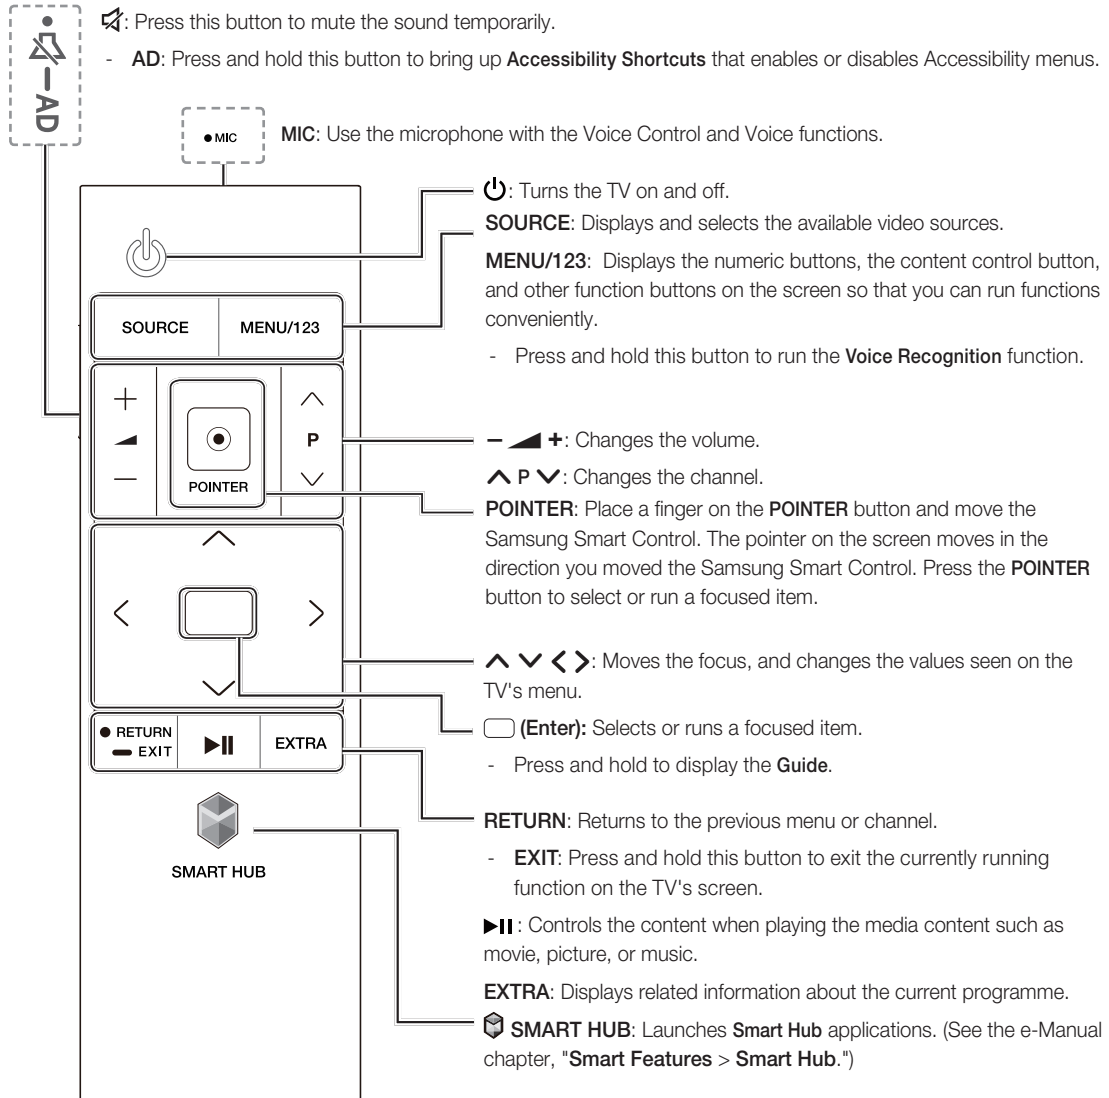 AD
: Press this button to mute the sound temporarily.
- AD: Press and hold this button to bring up Accessibility Shortcuts that enables or disables Accessibility menus.
MIC
MIC: Use the microphone with the Voice Control and Voice functions.
: Turns the TV on and off.
SOURCE: Displays and selects the available video sources.
MENU/123: Displays the numeric buttons, the content control button,
and other function buttons on the screen so that you can run functions
conveniently.
- Press and hold this button to run the Voice Recognition function.
SOURCE
MENU/123
+
−
POINTER
P
− +: Changes the volume.
P : Changes the channel.
POINTER: Place a finger on the POINTER button and move the
Samsung Smart Control. The pointer on the screen moves in the
direction you moved the Samsung Smart Control. Press the POINTER
button to select or run a focused item.
: Moves the focus, and changes the values seen on the
TV's menu.
(Enter): Selects or runs a focused item.
- Press and hold to display the Guide.
RETURN
EXIT
EXTRA
RETURN: Returns to the previous menu or channel.
- EXIT: Press and hold this button to exit the currently running
function on the TV's screen.
: Controls the content when playing the media content such as
movie, picture, or music.
EXTRA: Displays related information about the current programme.
SMART HUB
SMART HUB: Launches Smart Hub applications. (See the e-Manual
chapter, "Smart Features > Smart Hub.")